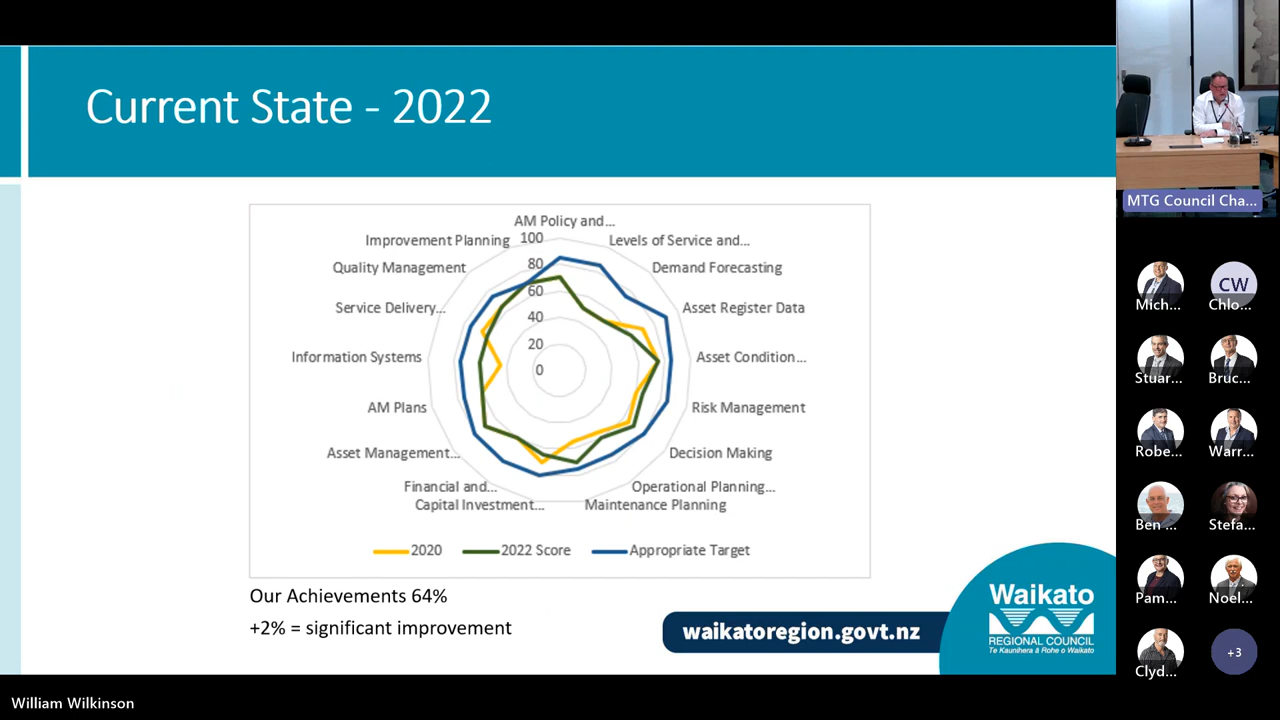 Current State - 2022
AM Policy and...
Improvement Planning
Levels of Service and...
Quality Management
Demand Forecasting
Service Delivery...
Asset Register Data
Information Systems
Asset Condition...
AM Plans
Risk Management
Asset Management...
Decision Making
Financial and...
Operational Planning...
Capital Investment...
Maintenance Planning
100
80
60
40
20
0
2020
2022 Score
Appropriate Target
Our Achievements 64%
+2% = significant improvement
waikatoregion.govt.nz
Waikato
REGIONAL COUNCIL
Te Kaunihera ā Rohe o Waikato
MTG Council Cha...
Mich...
CW
Chlo...
Stuar...
Bruc...
Robe...
Warr...
Ben ...
Stefa...
Pam...
Noel...
Clyd...
+3
William Wilkinson